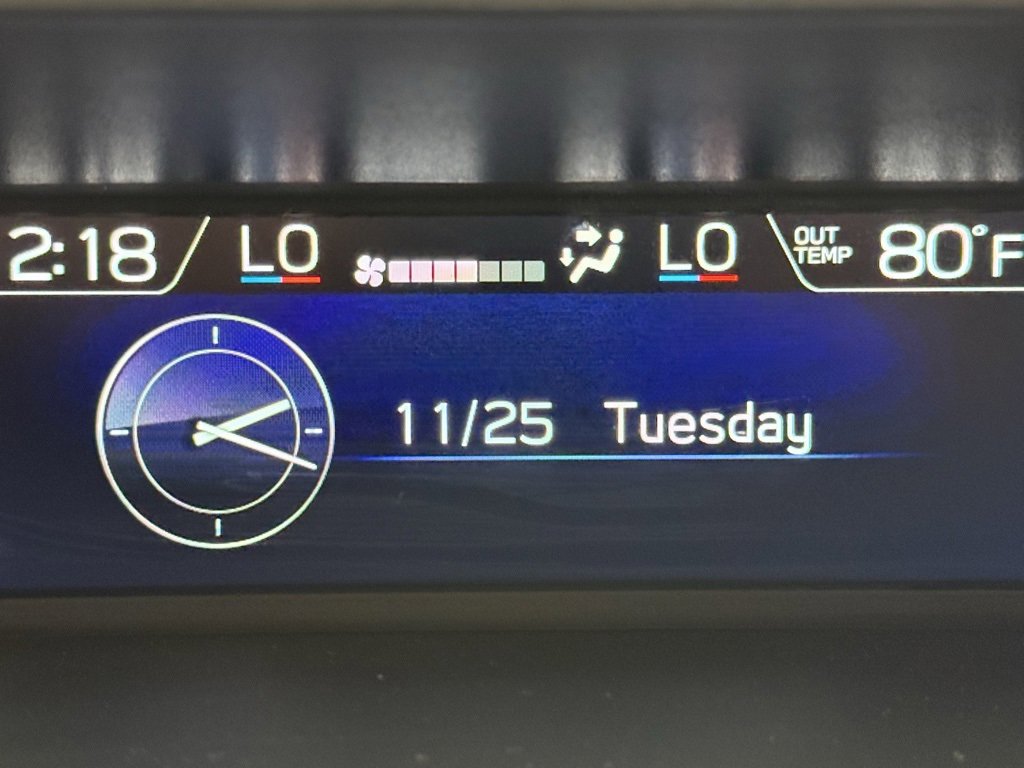 2:18 LO LO OUT TEMP 80°F
11/25 Tuesday